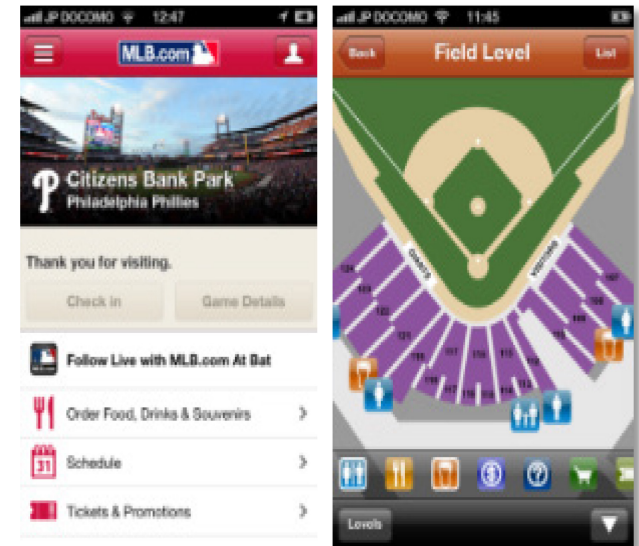 JP DOCOMO 12:47
MLB.com
Citizens Bank Park
Philadelphia Phillies
Thank you for visiting.
Check in
Game Details
Follow Live with MLB.com At Bat
Order Food, Drinks & Souvenirs
31
Schedule
Tickets & Promotions
JP DOCOMO 11:45
Back
Field Level
List
GIANTS
VISITORS
Levels